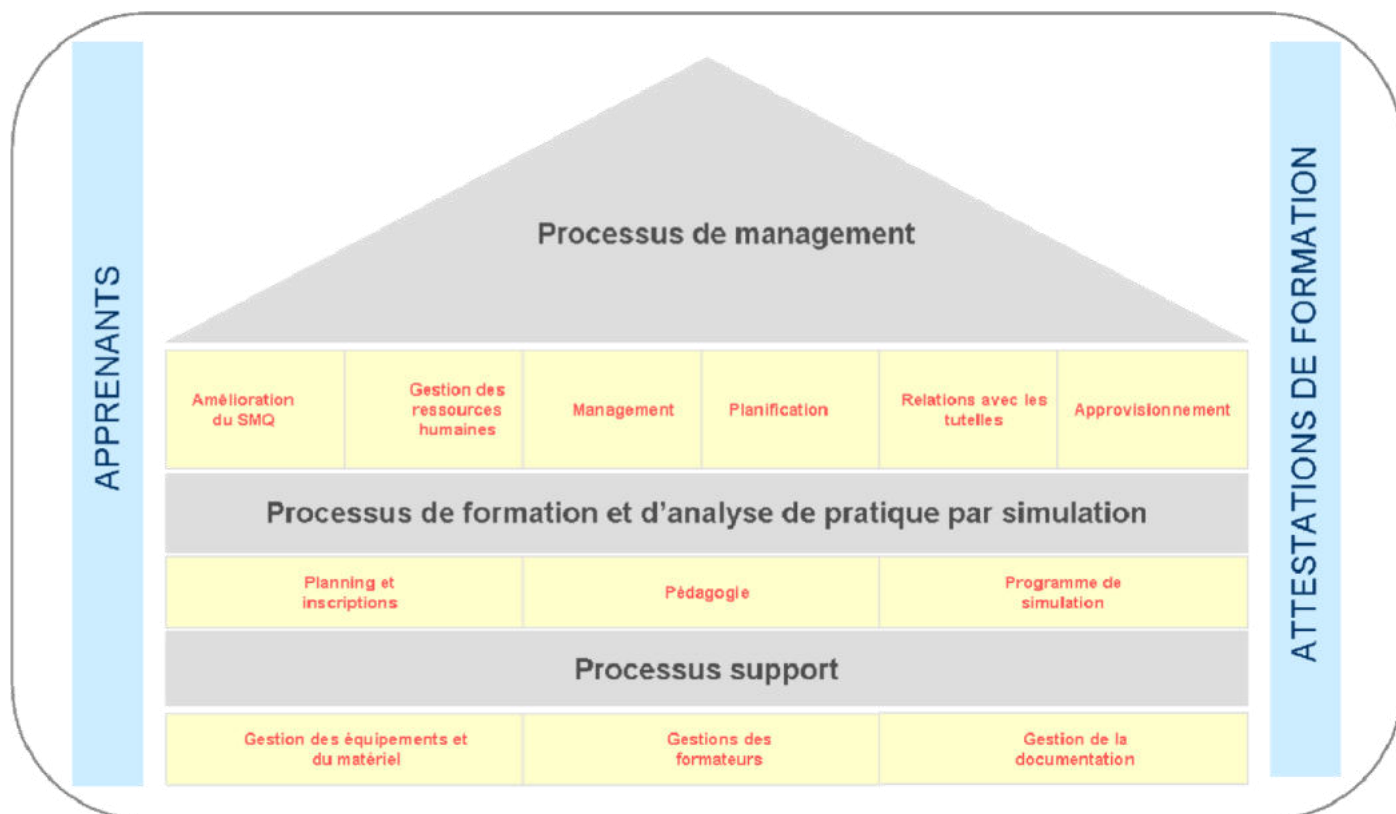 APPRENANTS
Processus de management
Amélioration
du SMQ
Gestion des
ressources
humaines
Management
Planification
Relations avec les
tutelles
Approvisionnement
Processus de formation et d'analyse de pratique par simulation
Planning et
inscriptions
Pédagogie
Programme de
simulation
Processus support
Gestion des équipements et
du matériel
Gestions des
formateurs
Gestion de la
documentation
ATTESTATIONS DE FORMATION